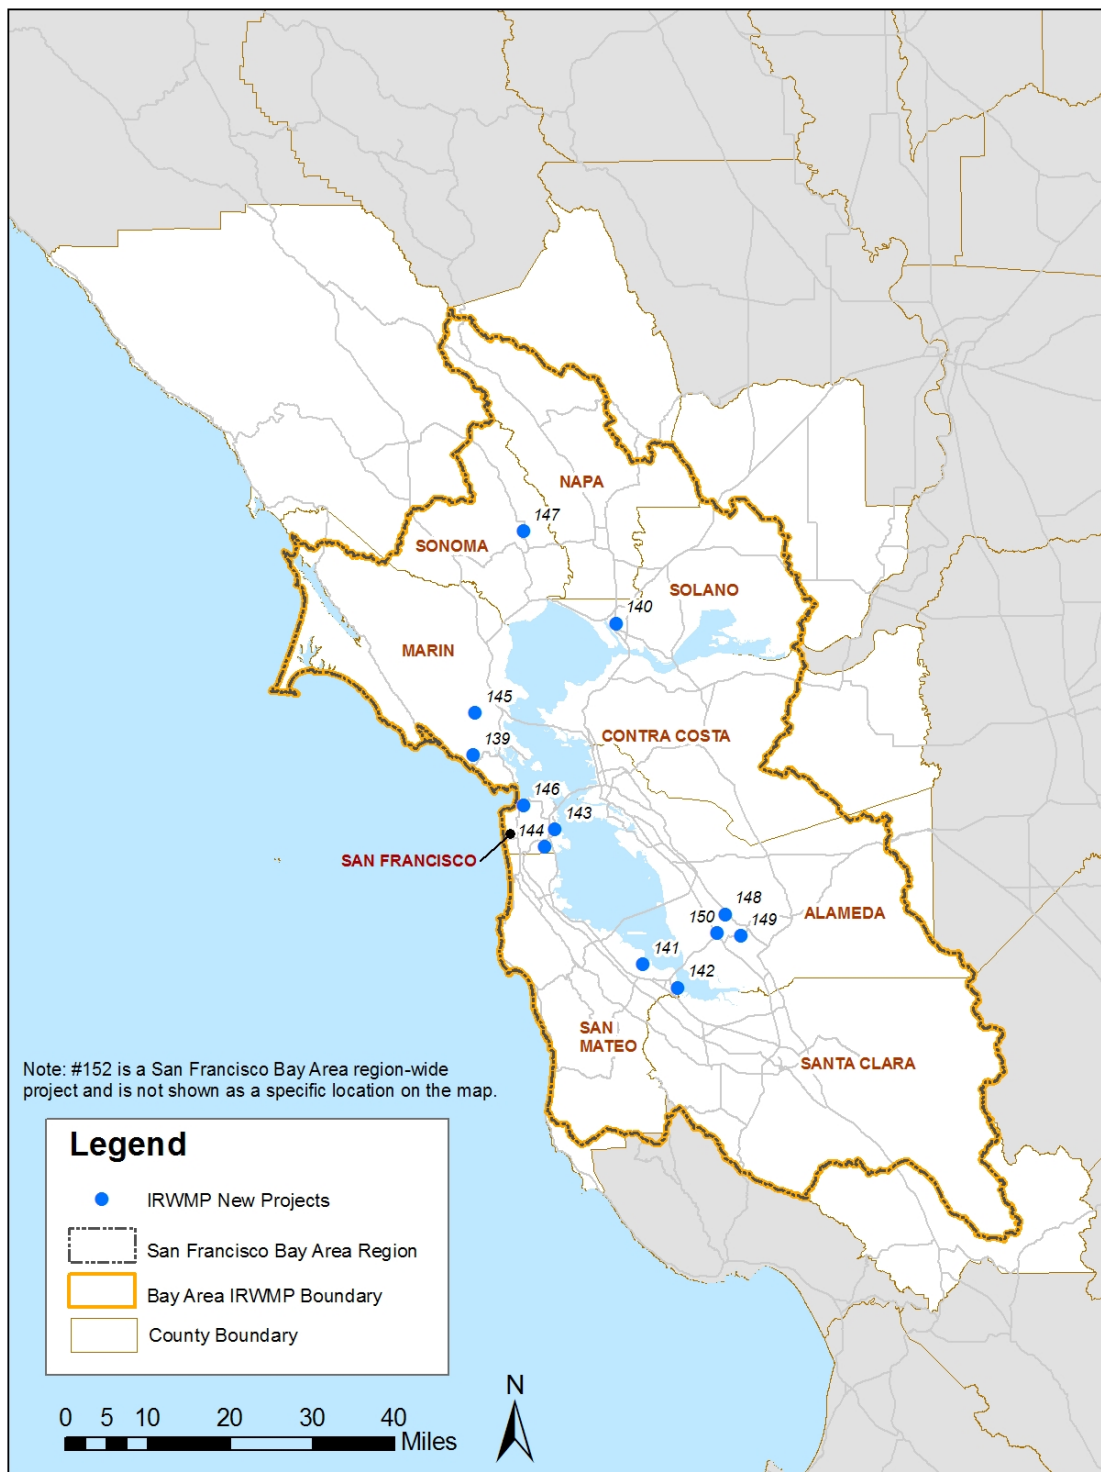 NAPA
147
SONOMA
140
SOLANO
MARIN
145
CONTRA COSTA
139
146
143
144
SAN FRANCISCO
148
150
149
ALAMEDA
141
142
SAN
MATEO
SANTA CLARA
Note: #152 is a San Francisco Bay Area region-wide
project and is not shown as a specific location on the map.
Legend
IRWMP New Projects
San Francisco Bay Area Region
Bay Area IRWMP Boundary
County Boundary
N
0 5 10 20 30 40
Miles